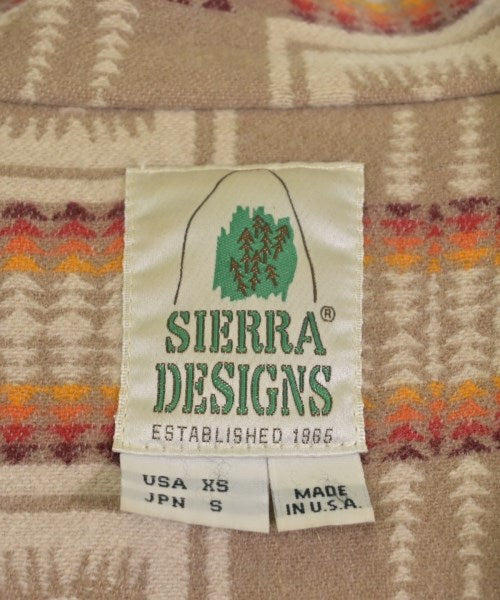 SIERRA®
DESIGNS
ESTABLISHED 1965
USA XS
JPN S
MADE
IN U.S.A.